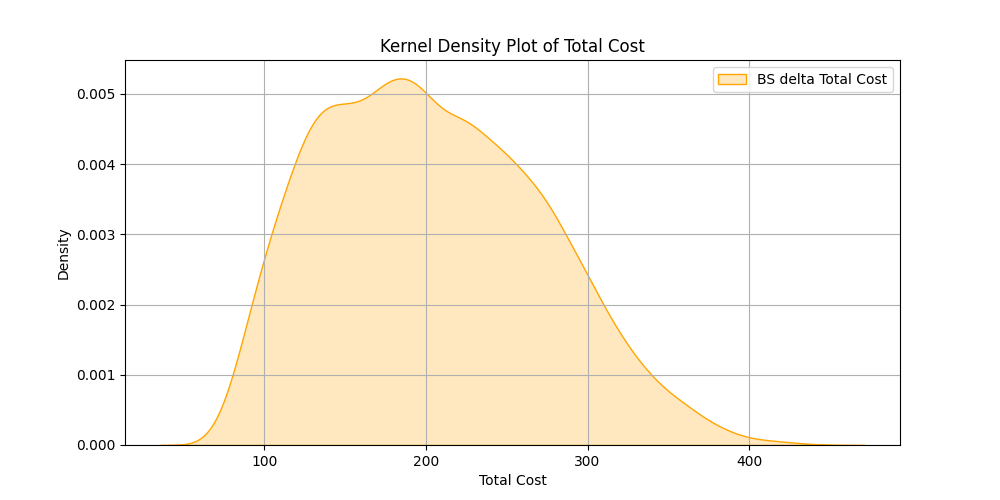 Kernel Density Plot of Total Cost
BS delta Total Cost
Density
0.005
0.004
0.003
0.002
0.001
0.000
100 200 300 400
Total Cost